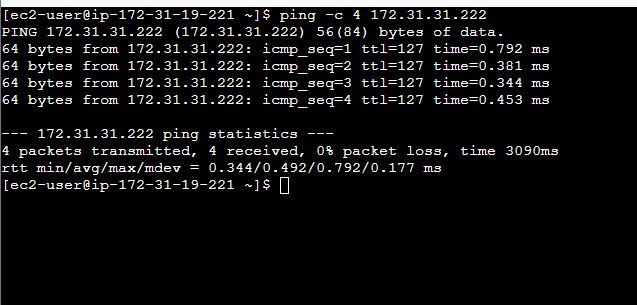 [ec2-user@ip-172-31-19-221 ~]$ ping -c 4 172.31.31.222
PING 172.31.31.222 (172.31.31.222) 56(84) bytes of data.
64 bytes from 172.31.31.222: icmp_seq=1 ttl=127 time=0.792 ms
64 bytes from 172.31.31.222: icmp_seq=2 ttl=127 time=0.381 ms
64 bytes from 172.31.31.222: icmp_seq=3 ttl=127 time=0.344 ms
64 bytes from 172.31.31.222: icmp_seq=4 ttl=127 time=0.453 ms
--- 172.31.31.222 ping statistics ---
4 packets transmitted, 4 received, 0% packet loss, time 3090ms
rtt min/avg/max/mdev = 0.344/0.492/0.792/0.177 ms
[ec2-user@ip-172-31-19-221 ~]$